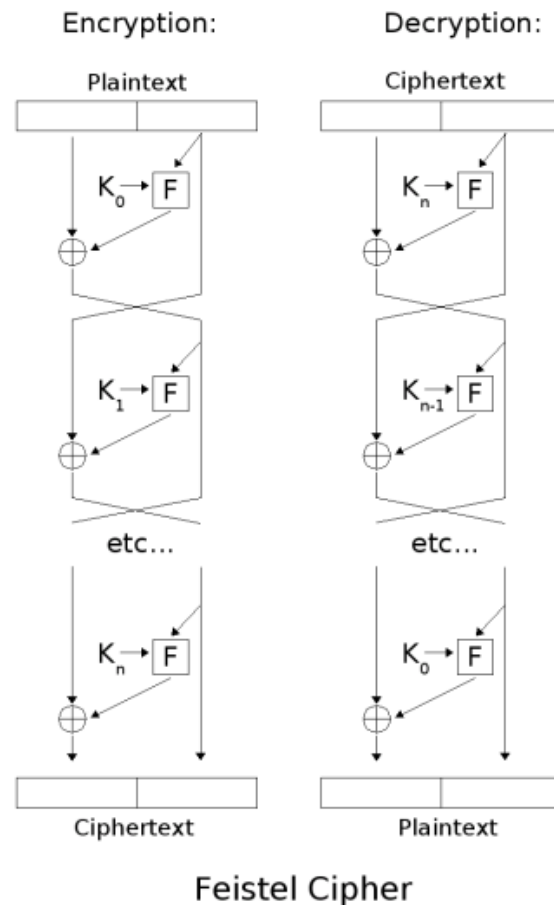 Encryption:
Decryption:
Plaintext
Ciphertext
K0
F
Kn
F
K1
F
Kn-1
F
etc...
etc...
Kn
F
K0
F
Ciphertext
Plaintext
Feistel Cipher